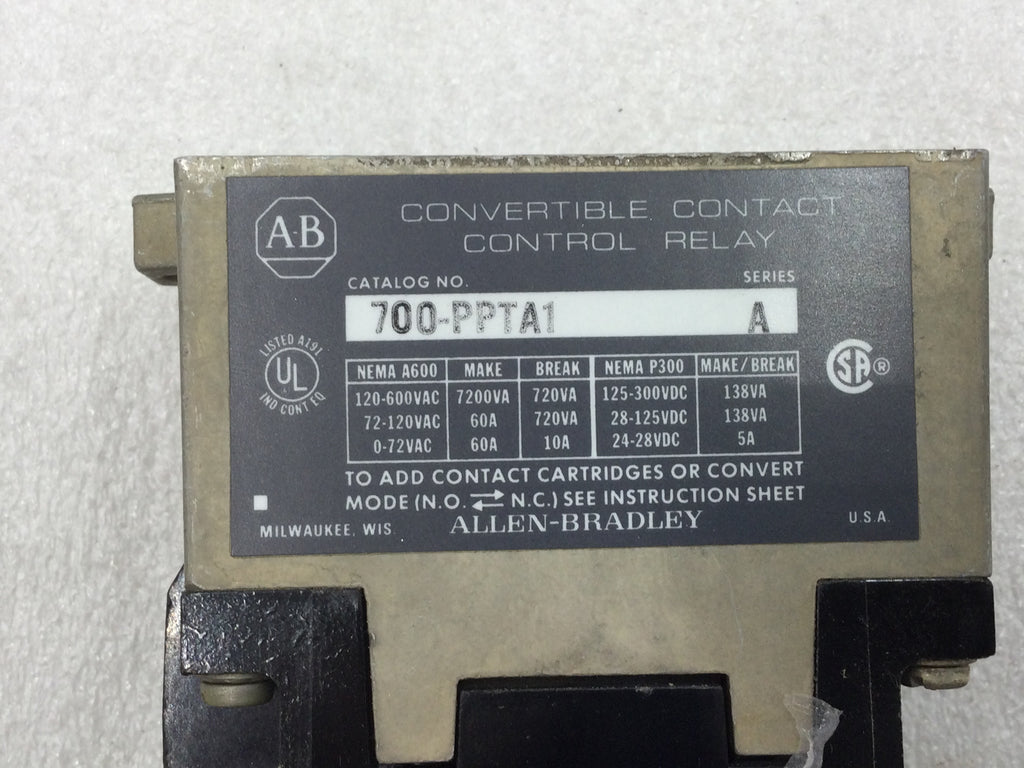 A·B
CONVERTIBLE CONTACT
CONTROL RELAY
CATALOG NO. SERIES
700-PPTA1 A
LISTED A191
UL
IND CONT EQ
NEMA A600 MAKE BREAK NEMA P300 MAKE/BREAK
120-600VAC 7200VA 720VA 125-300VDC 138VA
72-120VAC 60A 720VA 28-125VDC 138VA
0-72VAC 60A 10A 24-28VDC 5A
SA ®
TO ADD CONTACT CARTRIDGES OR CONVERT
MODE (N.O. ⇄ N.C.) SEE INSTRUCTION SHEET
MILWAUKEE, WIS. ALLEN-BRADLEY U.S.A.